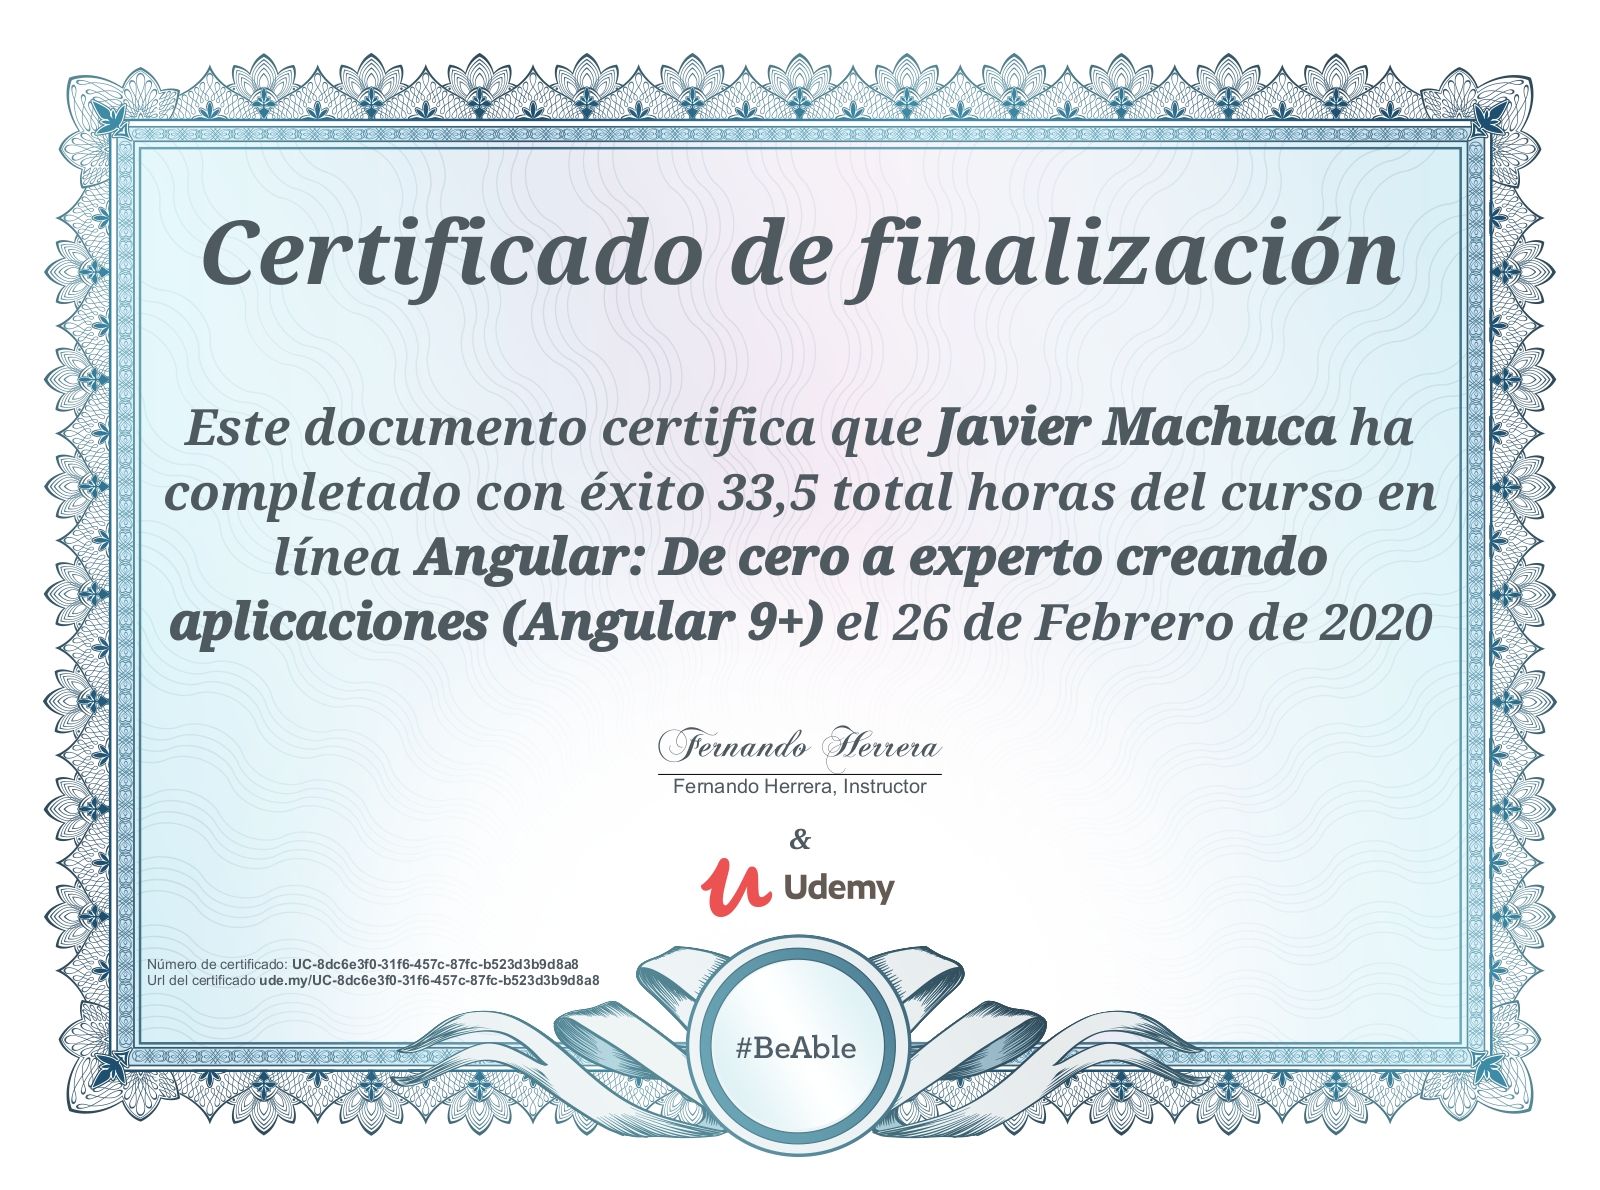 Certificado de finalización
Este documento certifica que Javier Machuca ha
completado con éxito 33,5 total horas del curso en
línea Angular: De cero a experto creando
aplicaciones (Angular 9+) el 26 de Febrero de 2020
Fernando Herrera
Fernando Herrera, Instructor
&
Udemy
Número de certificado: UC-8dc6e3f0-31f6-457c-87fc-b523d3b9d8a8
Url del certificado ude.my/UC-8dc6e3f0-31f6-457c-87fc-b523d3b9d8a8
#BeAble